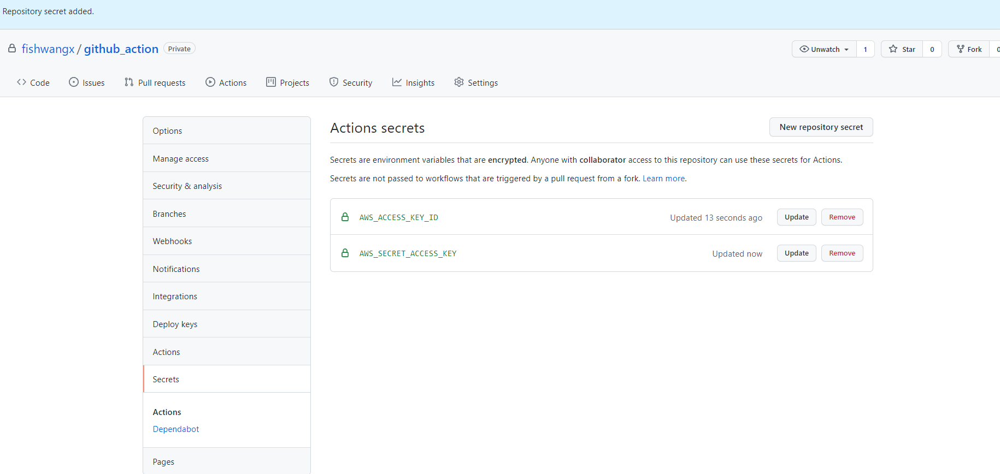 Repository secret added.
fishwangx / github_action Private
Unwatch 1 Star 0 Fork 0
Code Issues Pull requests Actions Projects Security Insights Settings
Options
Manage access
Security & analysis
Branches
Webhooks
Notifications
Integrations
Deploy keys
Actions
Secrets
Actions
Dependabot
Pages
Actions secrets
New repository secret
Secrets are environment variables that are encrypted. Anyone with collaborator access to this repository can use these secrets for Actions.
Secrets are not passed to workflows that are triggered by a pull request from a fork. Learn more.
AWS_ACCESS_KEY_ID Updated 13 seconds ago Update Remove
AWS_SECRET_ACCESS_KEY Updated now Update Remove